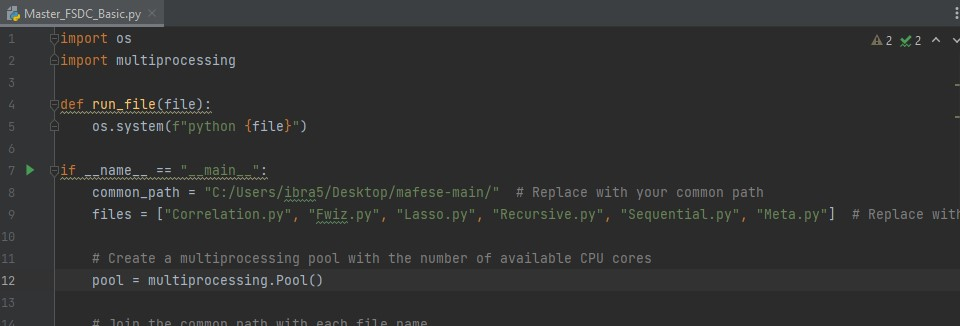 Master_FSDC_Basic.py
2 2
1 import os
2 import multiprocessing
3
4 def run_file(file):
5     os.system(f"python {file}")
6
7 if __name__ == "__main__":
8     common_path = "C:/Users/ibra5/Desktop/mafese-main/"  # Replace with your common path
9     files = ["Correlation.py", "Fwiz.py", "Lasso.py", "Recursive.py", "Sequential.py", "Meta.py"]  # Replace with
10
11     # Create a multiprocessing pool with the number of available CPU cores
12     pool = multiprocessing.Pool()
13
14     # Join the common path with each file name